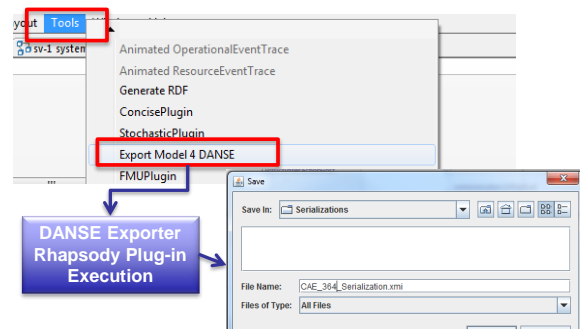 yout Tools
sv-1 system
Animated OperationalEventTrace
Animated ResourceEventTrace
Generate RDF
ConcisePlugin
StochasticPlugin
Export Model 4 DANSE
FMUPlugin
DANSE Exporter
Rhapsody Plug-in
Execution
Save
Save In: Serializations
File Name: CAE_364_Serialization.xmi
Files of Type: All Files